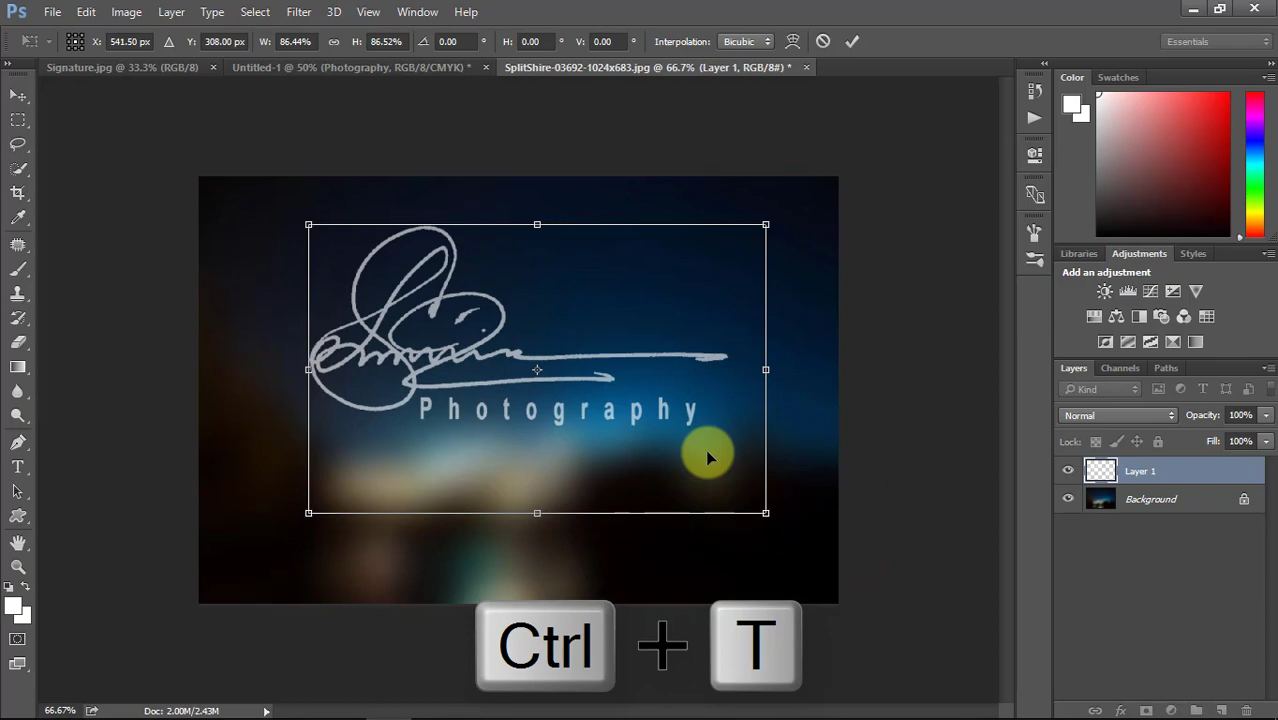 Ps File Edit Image Layer Type Select Filter 3D View Window Help
X: 541.50 px Y: 308.00 px W: 86.44% H: 86.52% 0.00 ° H: 0.00 ° V: 0.00 ° Interpolation: Bicubic Essentials
Signature.jpg @ 33.3% (RGB/8) × Untitled-1 @ 50% (Photography, RGB/8/CMYK) * × SplitShire-03692-1024x683.jpg @ 66.7% (Layer 1, RGB/8#) * ×
Color Swatches
Photography
Libraries Adjustments Styles
Add an adjustment
Layers Channels Paths
Kind
Normal Opacity: 100%
Lock: Fill: 100%
Layer 1
Background
Ctrl + T
66.67% Doc: 2.00M/2.43M